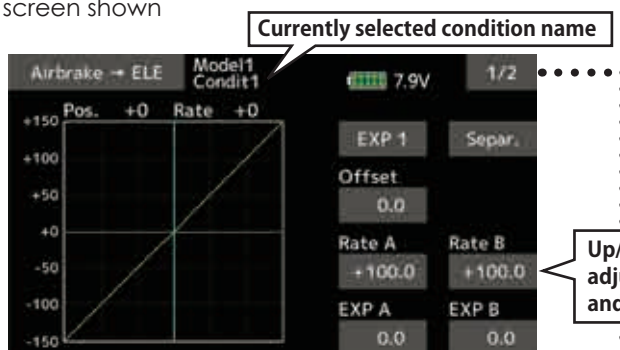 screen shown
Currently selected condition name
Airbrake → ELE
Model1
Condit1
7.9V
1/2
Pos. +0 Rate +0
+150
+100
+50
+0
-50
-100
-150
EXP 1
Separ.
Offset
0.0
Rate A
Rate B
+100.0
+100.0
EXP A
EXP B
0.0
0.0
Up/
adju
and